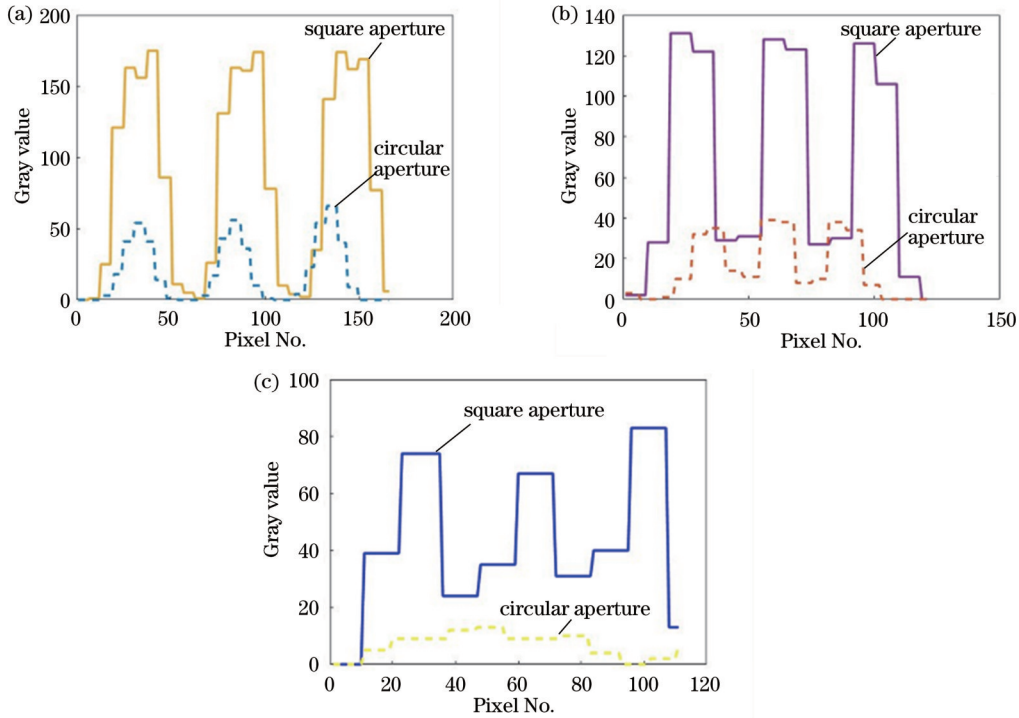 (a)
200
150
100
50
0
Gray value
square aperture
circular
aperture
0
50
100
150
200
Pixel No.
(b)
140
120
100
80
60
40
20
0
Gray value
square aperture
circular
aperture
0
50
100
150
Pixel No.
(c)
100
80
60
40
20
0
Gray value
square aperture
circular aperture
0
20
40
60
80
100
120
Pixel No.